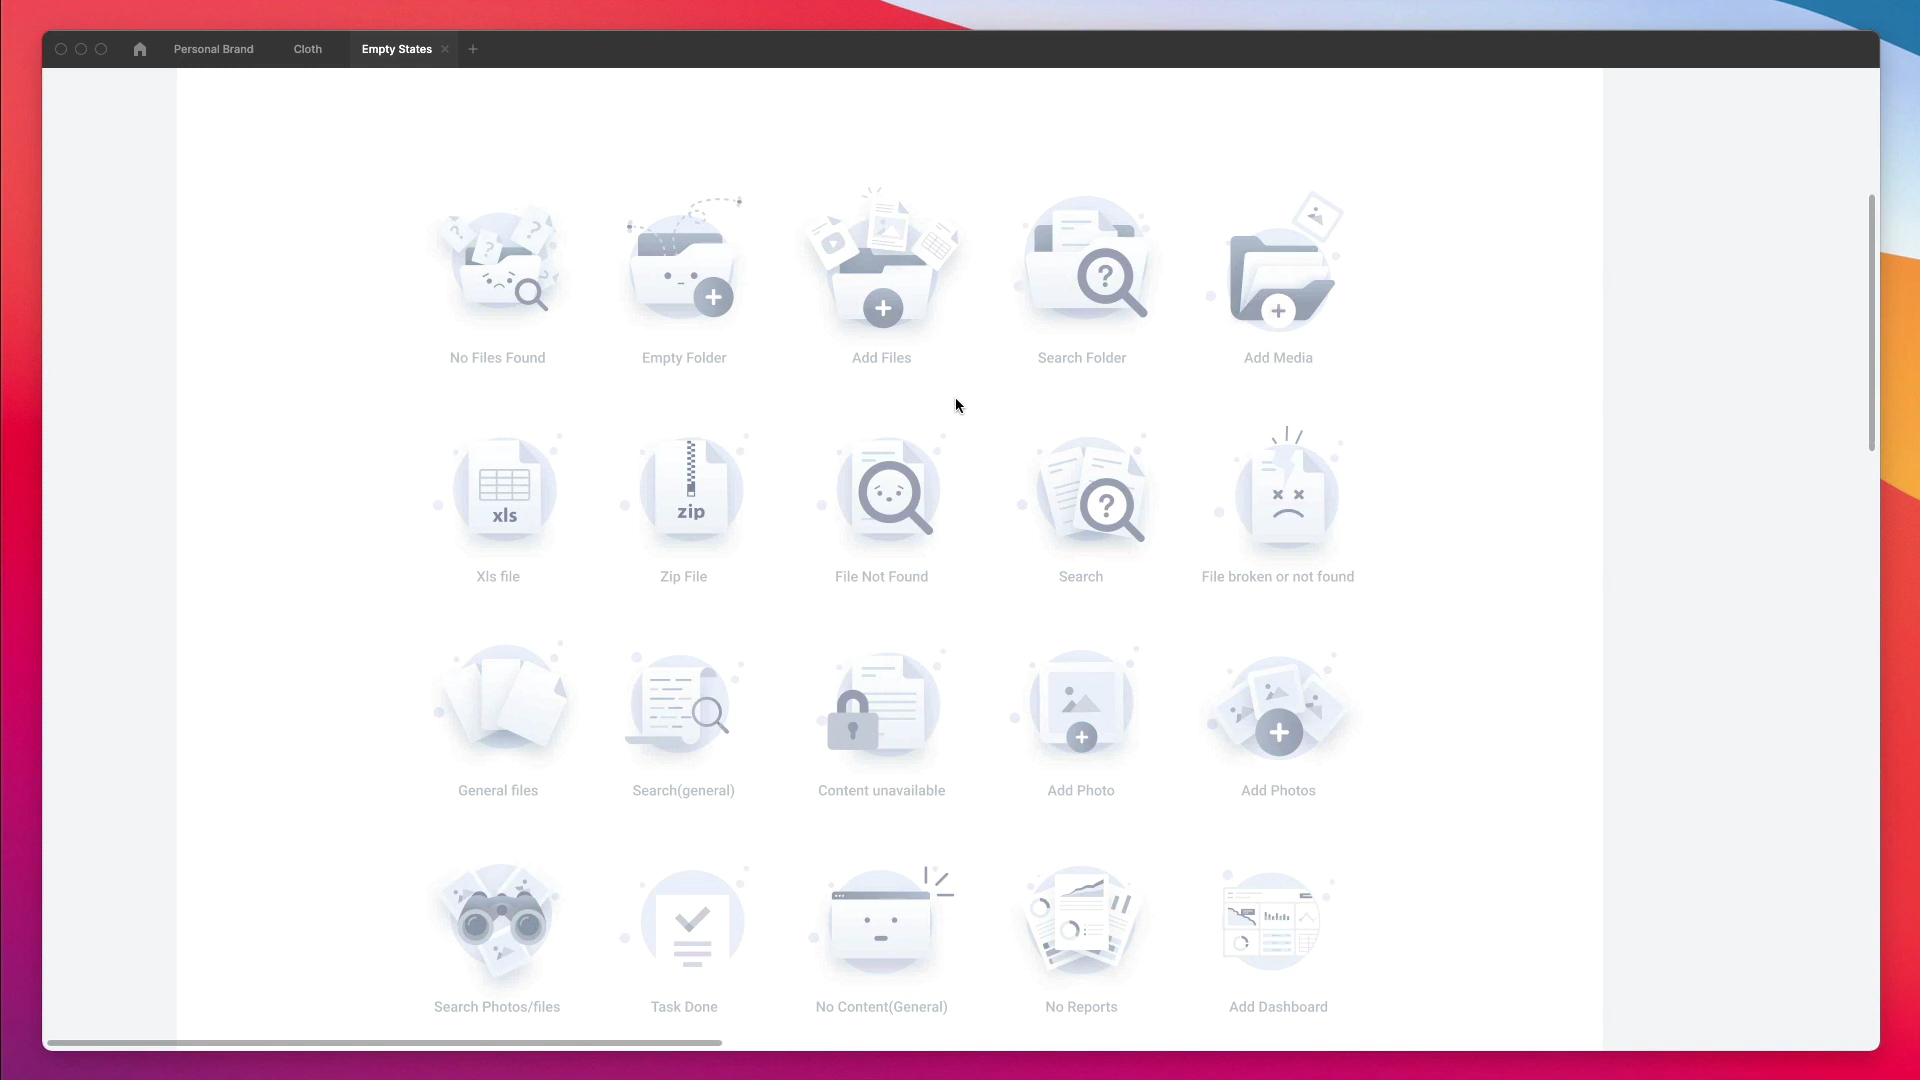 Personal Brand
Cloth
Empty States
? ? ? ?
?
No Files Found
Empty Folder
Add Files
Search Folder
Add Media
xls
zip
?
Xls file
Zip File
File Not Found
Search
File broken or not found
General files
Search(general)
Content unavailable
Add Photo
Add Photos
Search Photos/files
Task Done
No Content(General)
No Reports
Add Dashboard